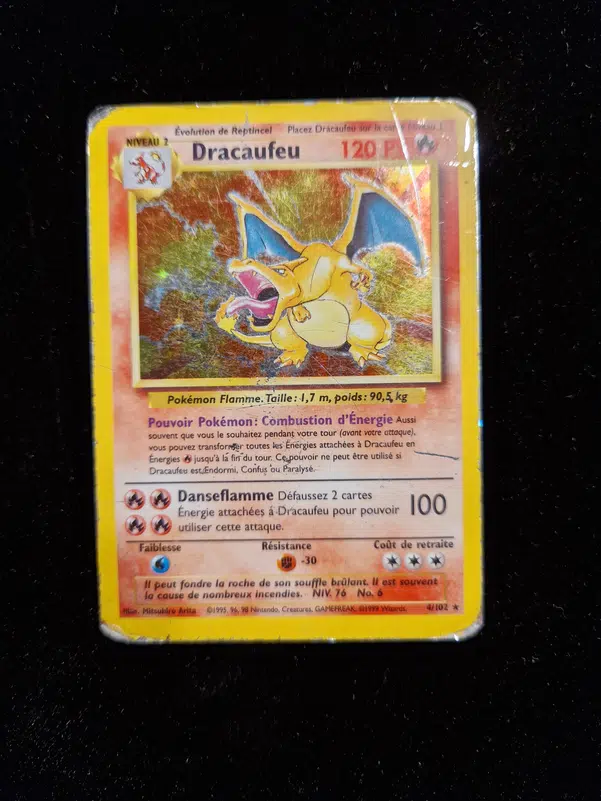 Évolution de Reptincel Placez Dracaufeu sur la carte
NIVEAU 2
Dracaufeu 120 P
Pokémon Flamme. Taille: 1,7 m, poids: 90,5 kg
Pouvoir Pokémon: Combustion d'Énergie Aussi
souvent que vous le souhaitez pendant votre tour (avant votre attaque),
vous pouvez transformer toutes les Énergies attachées à Dracaufeu en
Énergies jusqu'à la fin du tour. Ce pouvoir ne peut être utilisé si
Dracaufeu est Endormi, Confus ou Paralysé.
Danseflamme Défaussez 2 cartes
Énergie attachées à Dracaufeu pour pouvoir 100
utiliser cette attaque.
Faiblesse Résistance Coût de retraite
-30
Il peut fondre la roche de son souffle brûlant. Il est souvent
la cause de nombreux incendies. NIV. 76 No. 6
Illus. Mitsuhiro Arita ©1995, 96, 98 Nintendo, Creatures, GAMEFREAK. ©1999 Wizards. 4/102 ★